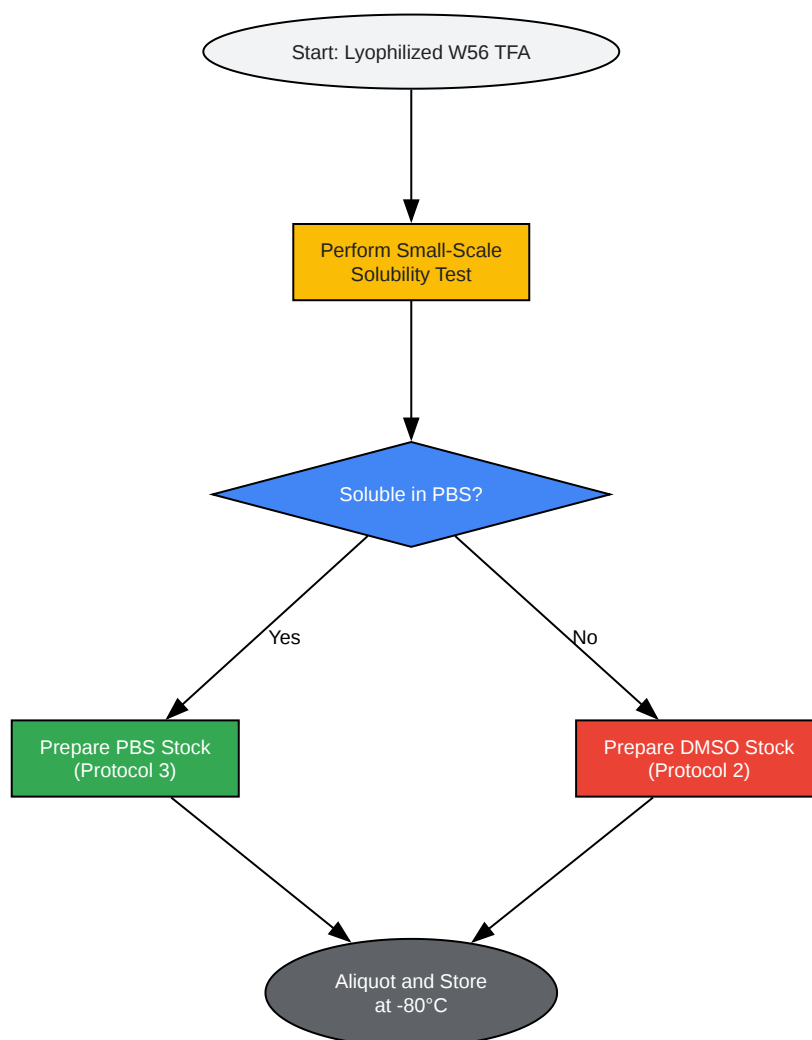 Start: Lyophilized W56 TFA
Perform Small-Scale
Solubility Test
Soluble in PBS?
Yes
No
Prepare PBS Stock
(Protocol 3)
Prepare DMSO Stock
(Protocol 2)
Aliquot and Store
at -80°C